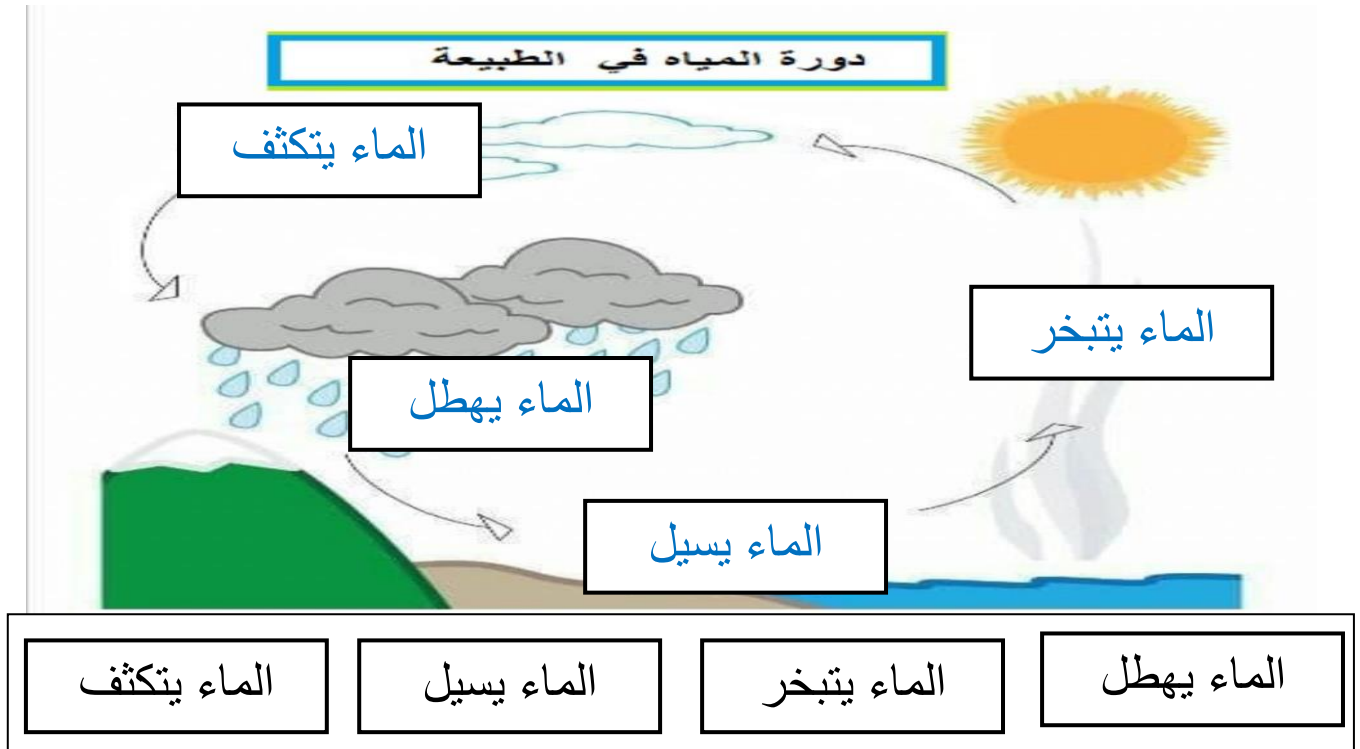 دورة المياه في الطبيعة
الماء يتكثف
الماء يتبخر
الماء يهطل
الماء يسيل
الماء يهطل
الماء يتبخر
الماء يسيل
الماء يتكثف